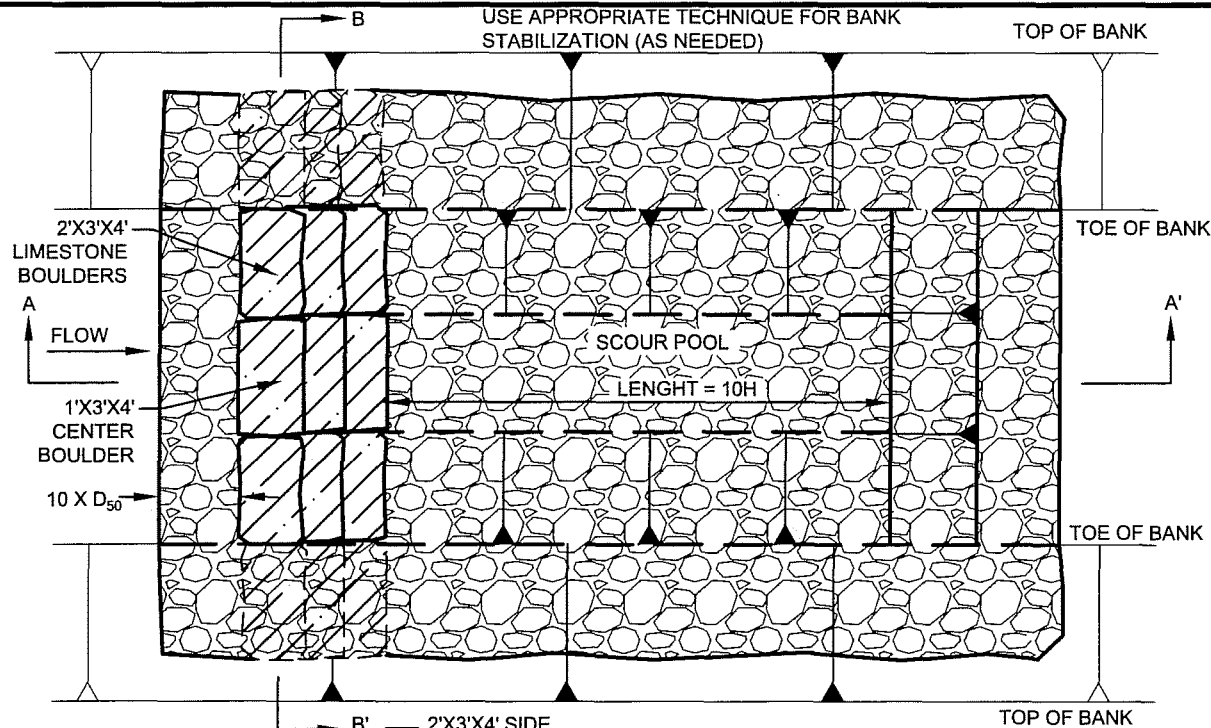 B
USE APPROPRIATE TECHNIQUE FOR BANK
STABILIZATION (AS NEEDED)
TOP OF BANK
2'X3'X4'
LIMESTONE
BOULDERS
TOE OF BANK
A
A'
FLOW
SCOUR POOL
LENGHT = 10H
1'X3'X4'
CENTER
BOULDER
10 X D50
TOE OF BANK
B'
2'X3'X4' SIDE
TOP OF BANK